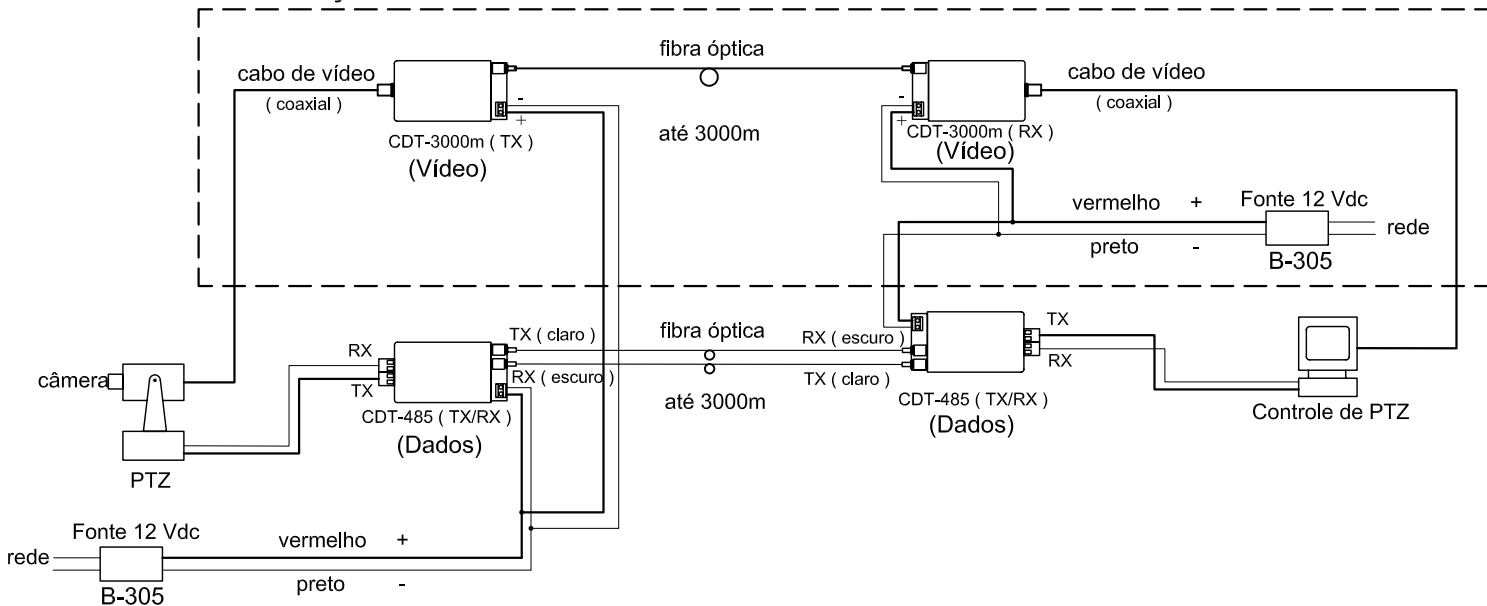 fibra óptica
cabo de vídeo
( coaxial )
cabo de vídeo
( coaxial )
-
+
-
+
até 3000m
CDT-3000m ( TX )
(Vídeo)
CDT-3000m ( RX )
(Vídeo)
vermelho +
preto -
Fonte 12 Vdc
rede
B-305
TX ( claro )
RX ( escuro )
fibra óptica
até 3000m
RX ( escuro )
TX ( claro )
TX
RX
RX
TX
câmera
PTZ
CDT-485 ( TX/RX )
(Dados)
CDT-485 ( TX/RX )
(Dados)
Controle de PTZ
Fonte 12 Vdc
rede
B-305
vermelho +
preto -